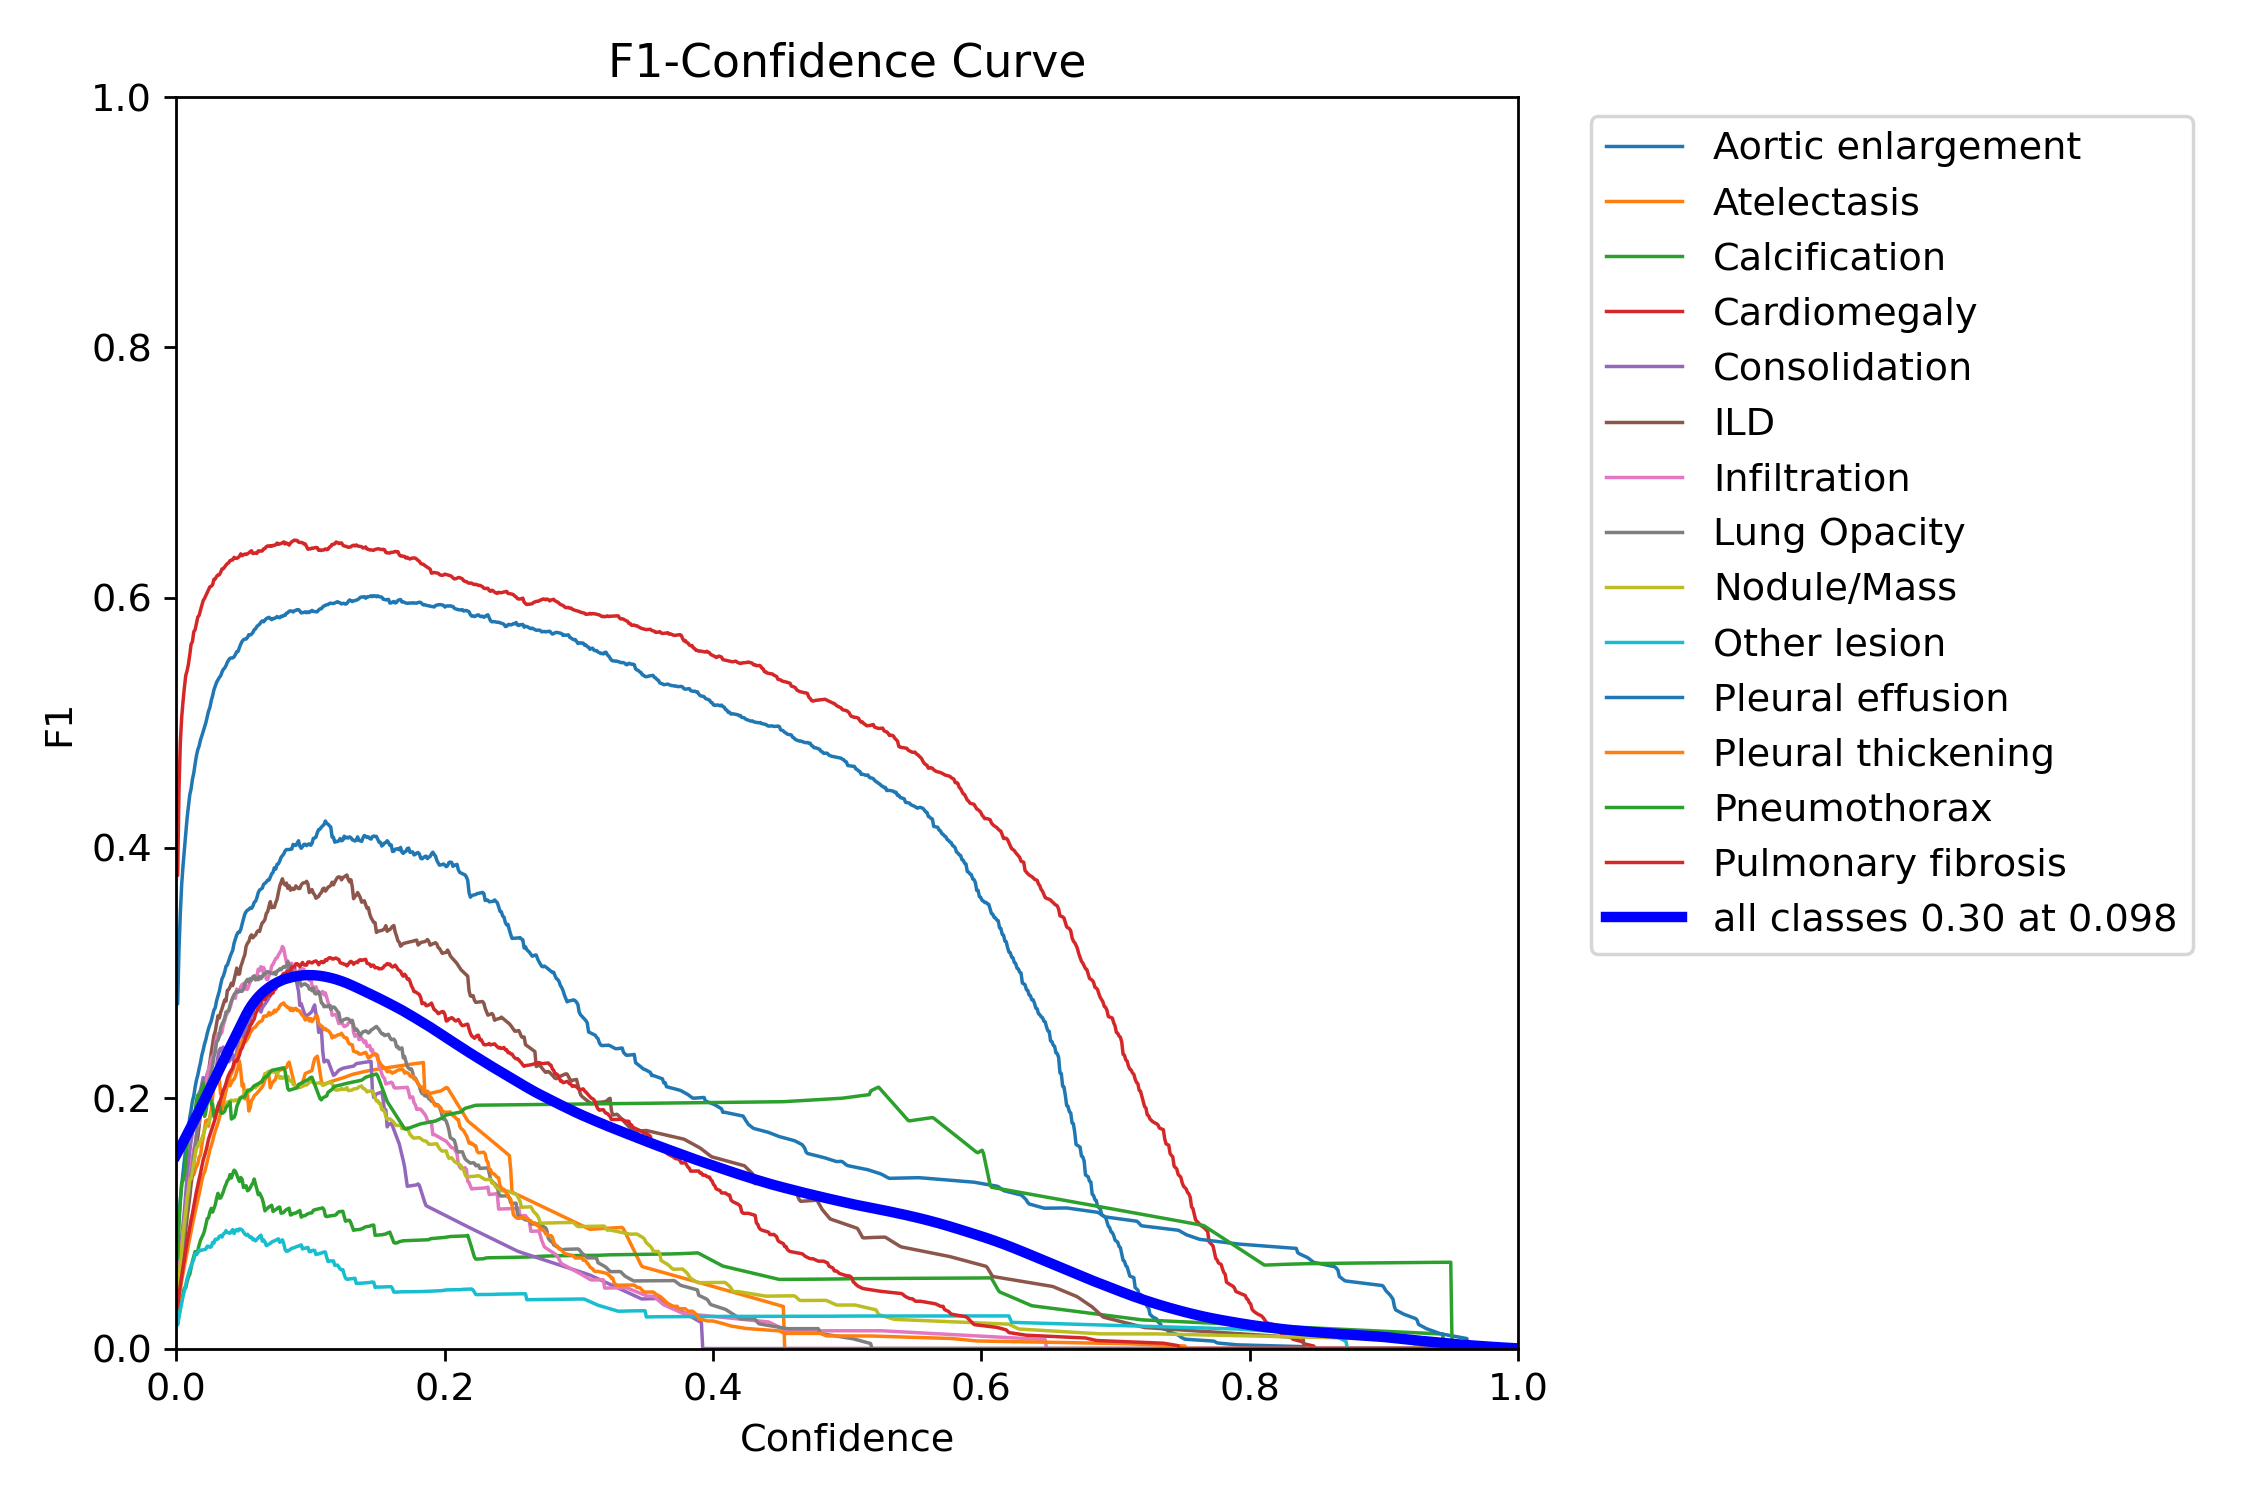 F1-Confidence Curve
1.0
0.8
0.6
0.4
0.2
0.0
F1
0.0 0.2 0.4 0.6 0.8 1.0
Confidence
Aortic enlargement
Atelectasis
Calcification
Cardiomegaly
Consolidation
ILD
Infiltration
Lung Opacity
Nodule/Mass
Other lesion
Pleural effusion
Pleural thickening
Pneumothorax
Pulmonary fibrosis
all classes 0.30 at 0.098